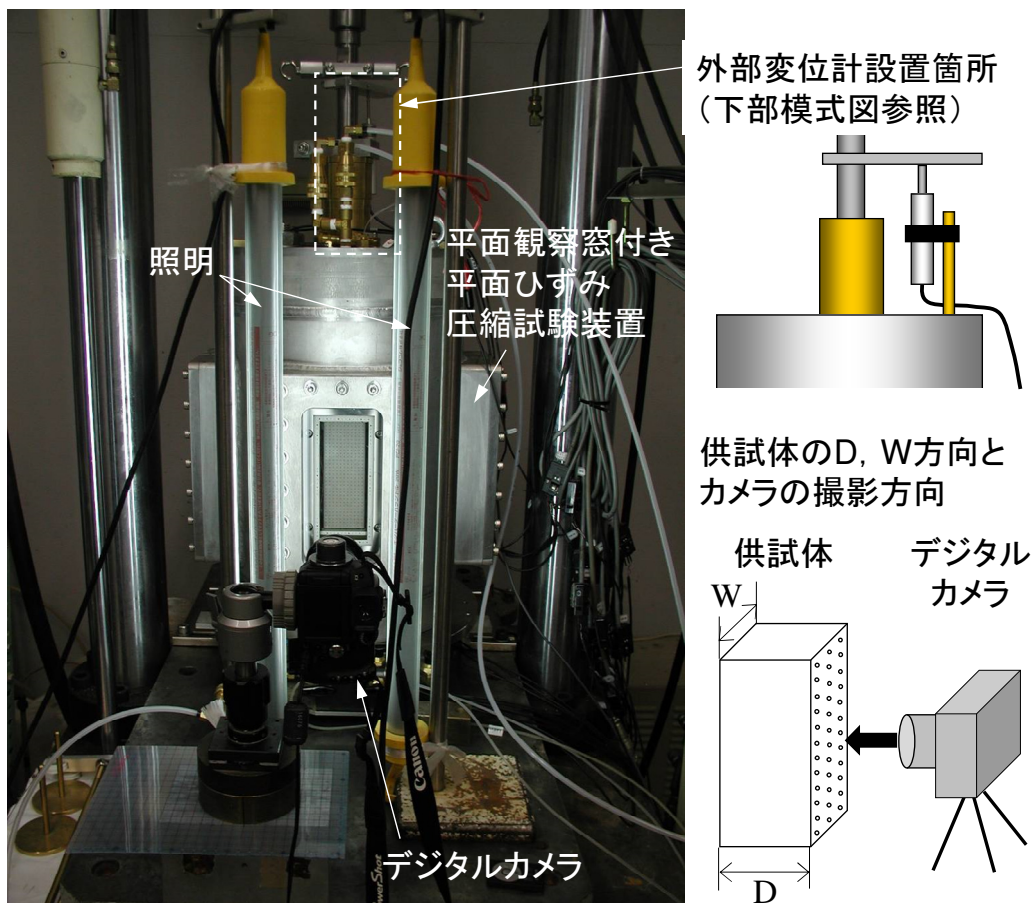 外部変位計設置箇所
（下部模式図参照）
照明
平面観察窓付き
平面ひずみ
圧縮試験装置
供試体のD, W方向と
カメラの撮影方向
供試体
デジタル
カメラ
W
D
デジタルカメラ
Canon
PowerShot